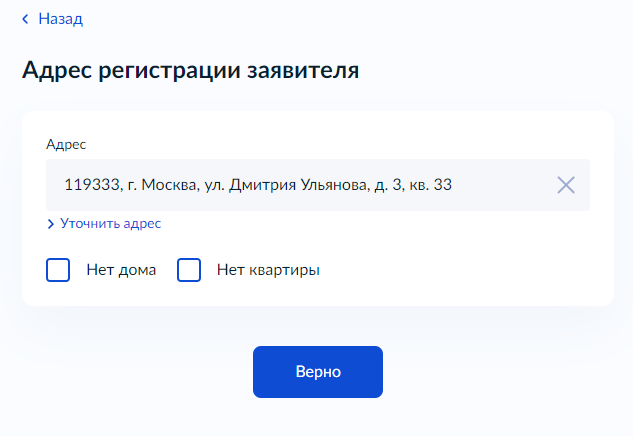 Назад
Адрес регистрации заявителя
Адрес
119333, г. Москва, ул. Дмитрия Ульянова, д. 3, кв. 33
Уточнить адрес
Нет дома Нет квартиры
Верно